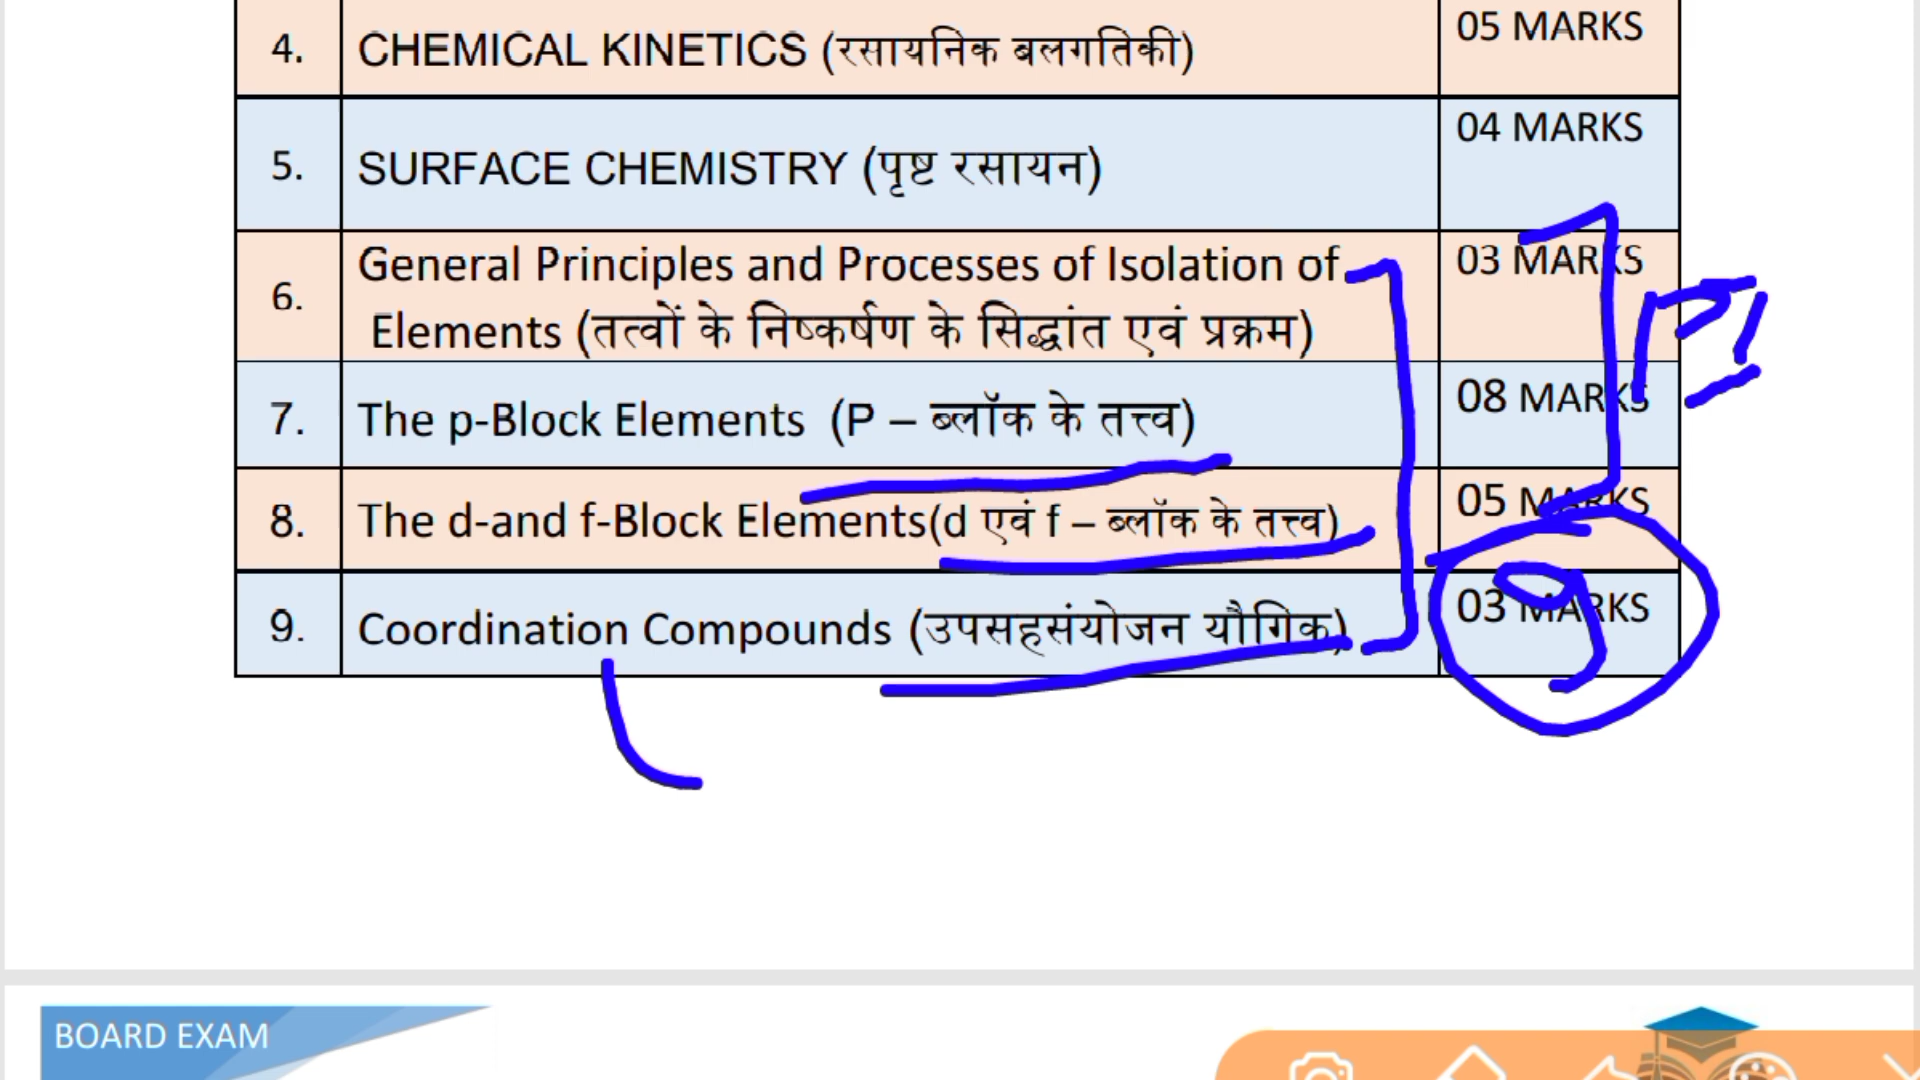 05 MARKS
4. CHEMICAL KINETICS (रसायनिक बलगतिकी)
04 MARKS
5. SURFACE CHEMISTRY (पृष्ट रसायन)
General Principles and Processes of Isolation of 03 MARKS
6.
Elements (तत्वों के निष्कर्षण के सिद्धांत एवं प्रक्रम)
08 MARKS
7. The p-Block Elements (P – ब्लॉक के तत्त्व)
05 MARKS
8. The d-and f-Block Elements(d एवं f – ब्लॉक के तत्त्व)
03 MARKS
9. Coordination Compounds (उपसहसंयोजन यौगिक)
BOARD EXAM